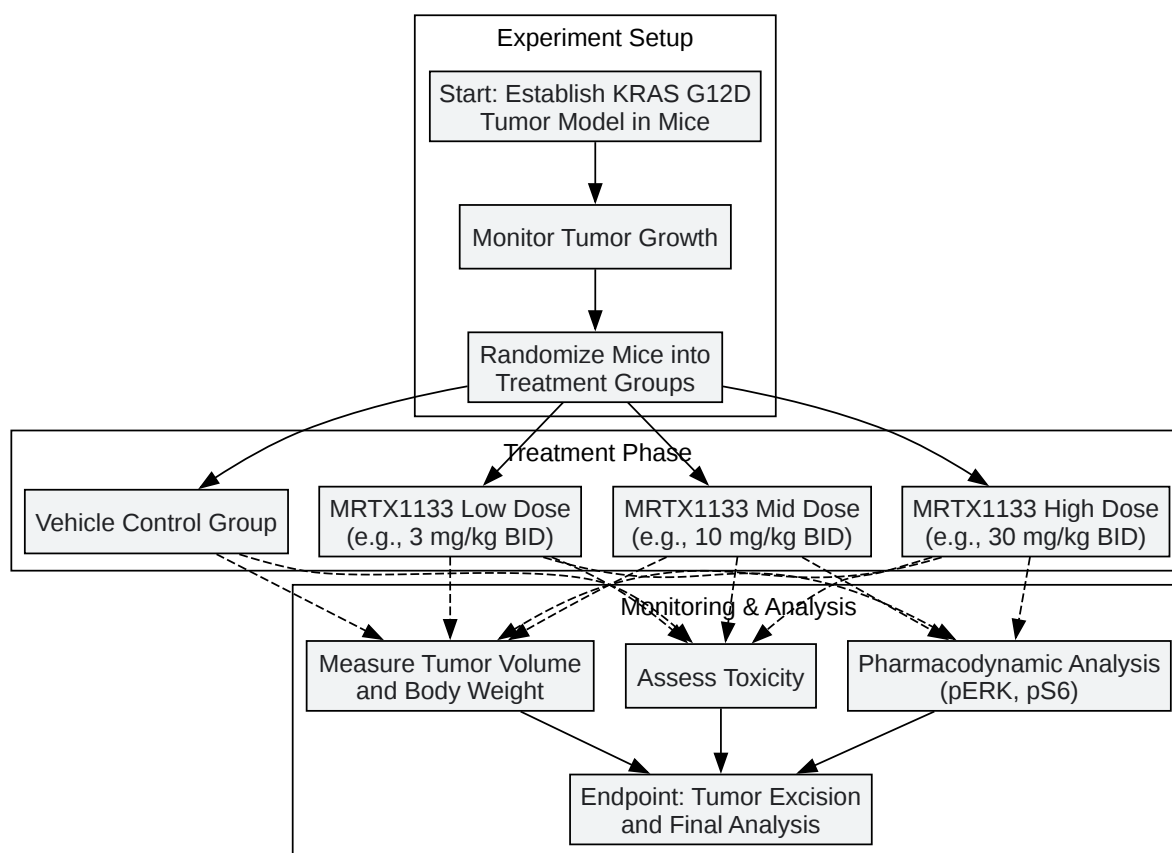 Experiment Setup
Start: Establish KRAS G12D
Tumor Model in Mice
Monitor Tumor Growth
Randomize Mice into
Treatment Groups
Treatment Phase
Vehicle Control Group
MRTX1133 Low Dose
(e.g., 3 mg/kg BID)
MRTX1133 Mid Dose
(e.g., 10 mg/kg BID)
MRTX1133 High Dose
(e.g., 30 mg/kg BID)
Monitoring & Analysis
Measure Tumor Volume
and Body Weight
Assess Toxicity
Pharmacodynamic Analysis
(pERK, pS6)
Endpoint: Tumor Excision
and Final Analysis